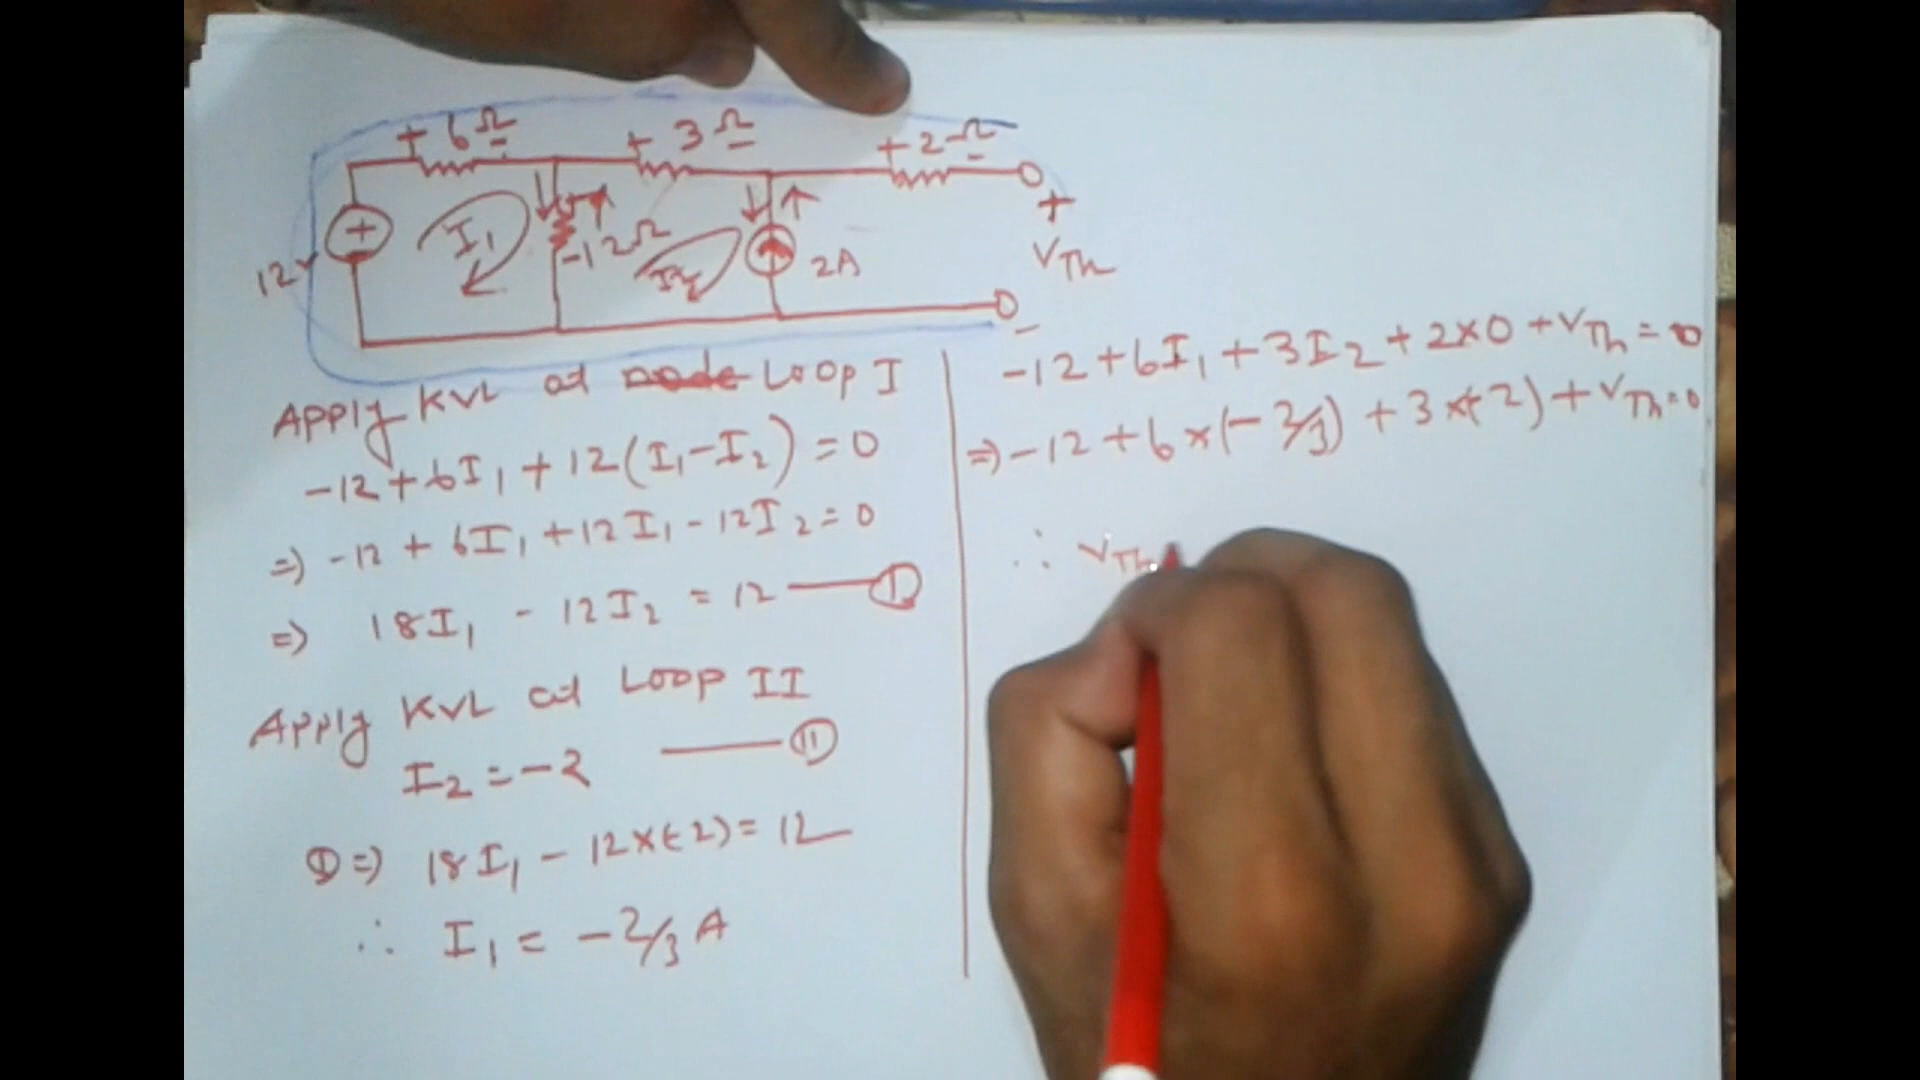 + 6Ω + 3Ω + 2Ω
12V + I1 -12Ω I2 2A + VTh -
Apply KVL at Loop I
-12+6I1+12(I1-I2)=0
=) -12+6I1+12I1-12I2=0
=) 18I1 - 12I2 = 12 — I
Apply KVL at Loop II
I2=-2 — II
I=) 18I1 - 12×(-2)=12
∴ I1 = -2/3 A
-12+6I1+3I2+2×0+VTh=0
=)-12+6×(-2/3)+3×(-2)+VTh=0
∴ VTh